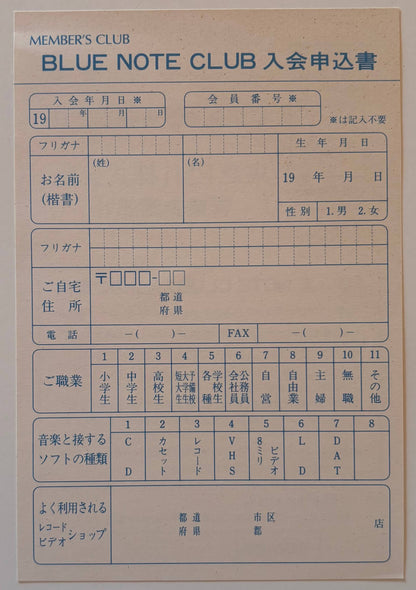 MEMBER'S CLUB
BLUE NOTE CLUB 入会申込書
入会年月日※
19 年 月 日
会員番号※
※は記入不要
フリガナ
生年月日
お名前
(楷書)
(姓)
(名)
19 年 月 日
性別 1.男 2.女
フリガナ
ご自宅
住所
〒□□□-□□
都道
府県
電話 −( )− FAX −( )−
ご職業
1 2 3 4 5 6 7 8 9 10 11
小学生
中学生
高校生
短大・予備
大学・校生
各種学校生
会社員
公務員
自営
自由業
主婦
無職
その他
音楽と接する
ソフトの種類
1 2 3 4 5 6 7 8
CD
カセット
レコード
VHS
8ミリビデオ
LD
DAT
よく利用される
レコード
ビデオ
ショップ
都道
府県
市区
郡
店